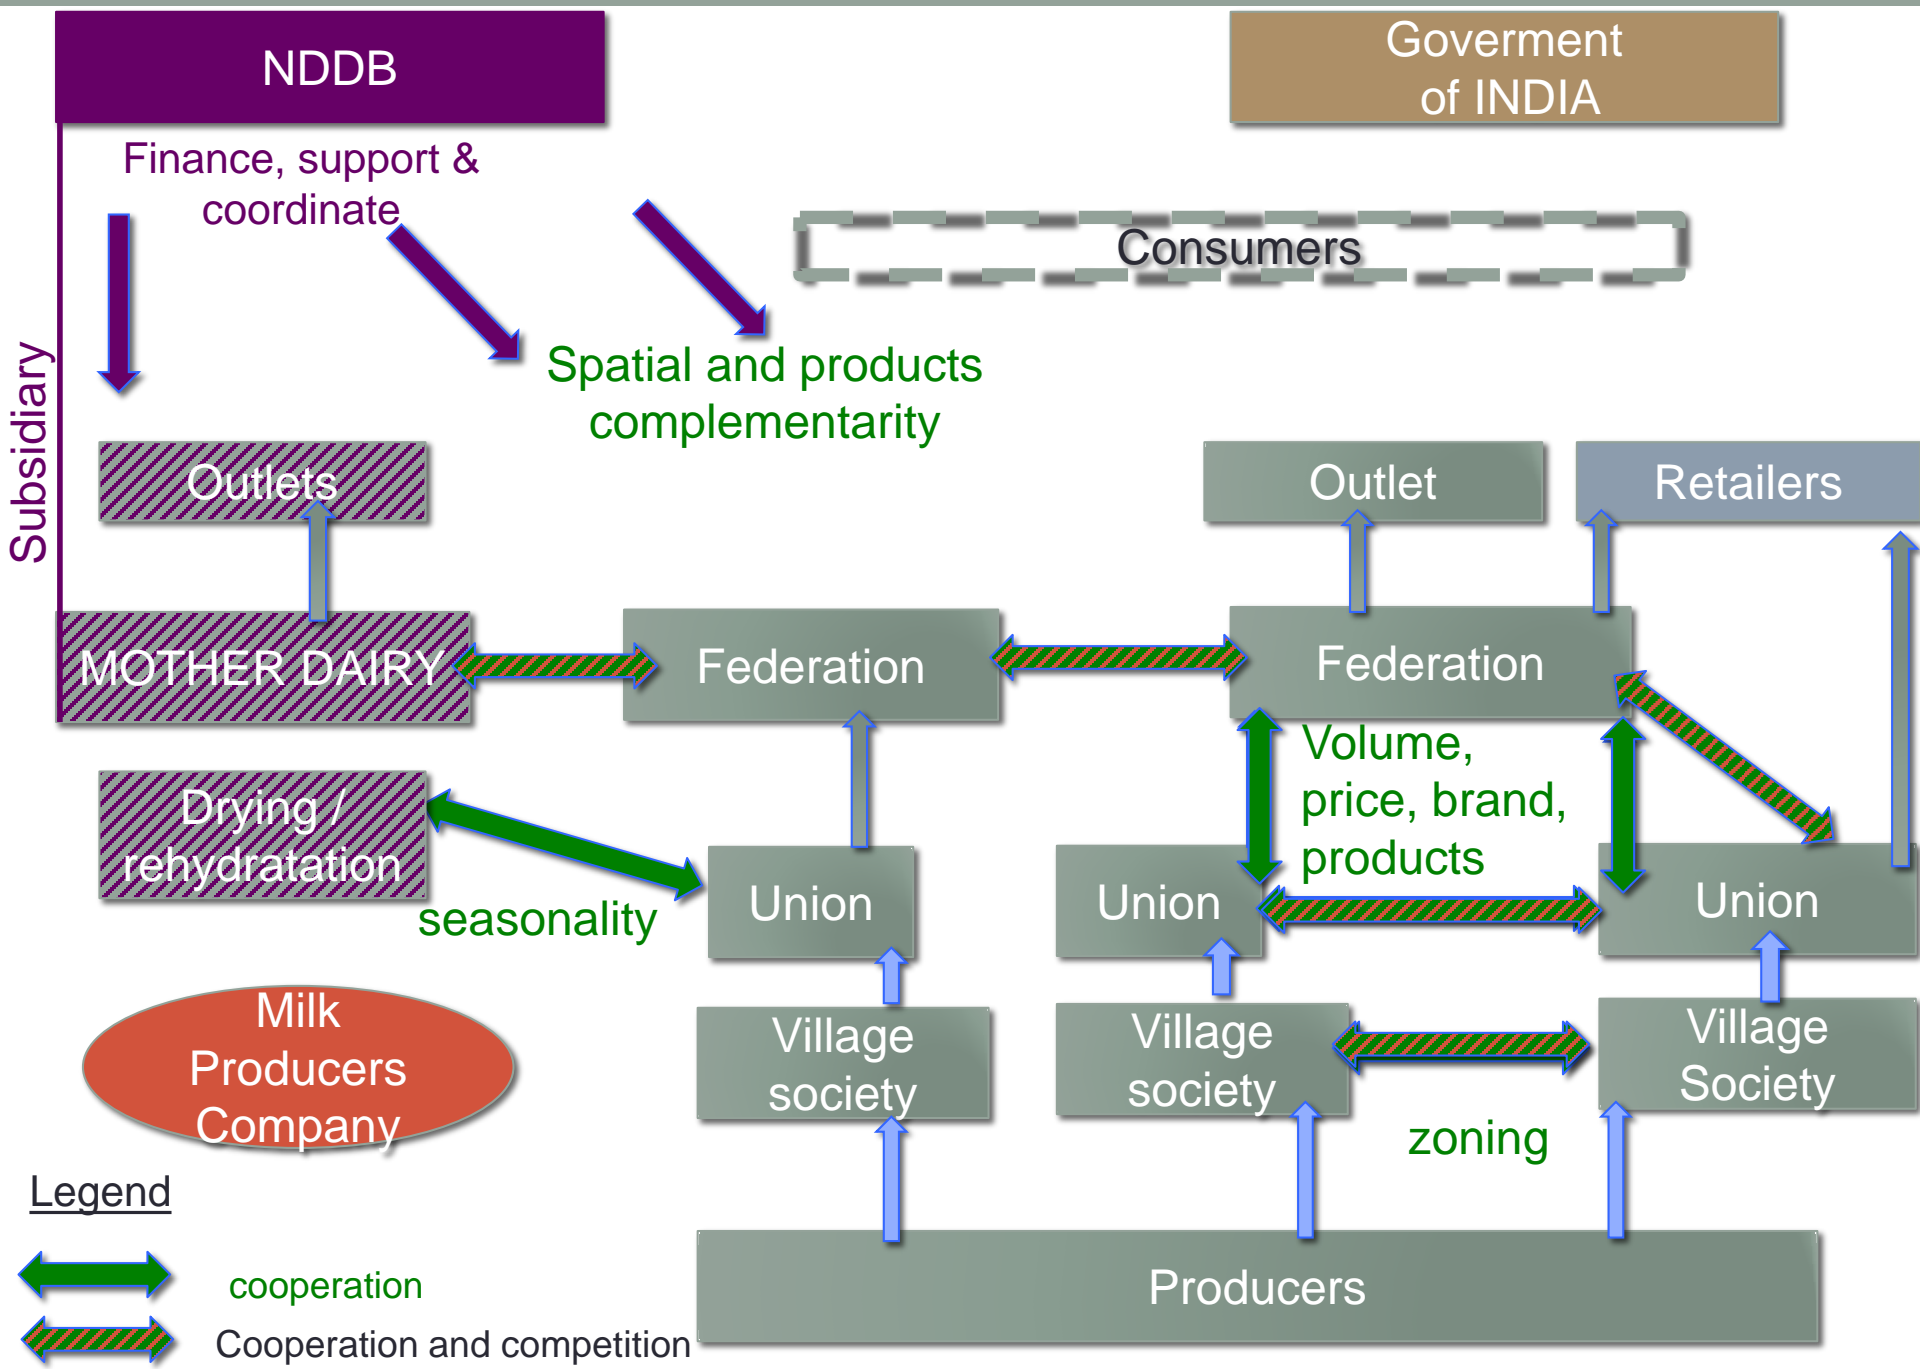 NDDB
Goverment
of INDIA
Finance, support &
coordinate
Consumers
Subsidiary
Spatial and products
complementarity
Outlets
Outlet
Retailers
MOTHER DAIRY
Federation
Federation
Volume,
price, brand,
products
Drying /
rehydratation
seasonality
Union
Union
Union
Milk
Producers
Company
Village
society
Village
society
Village
Society
zoning
Legend
Producers
cooperation
Cooperation and competition